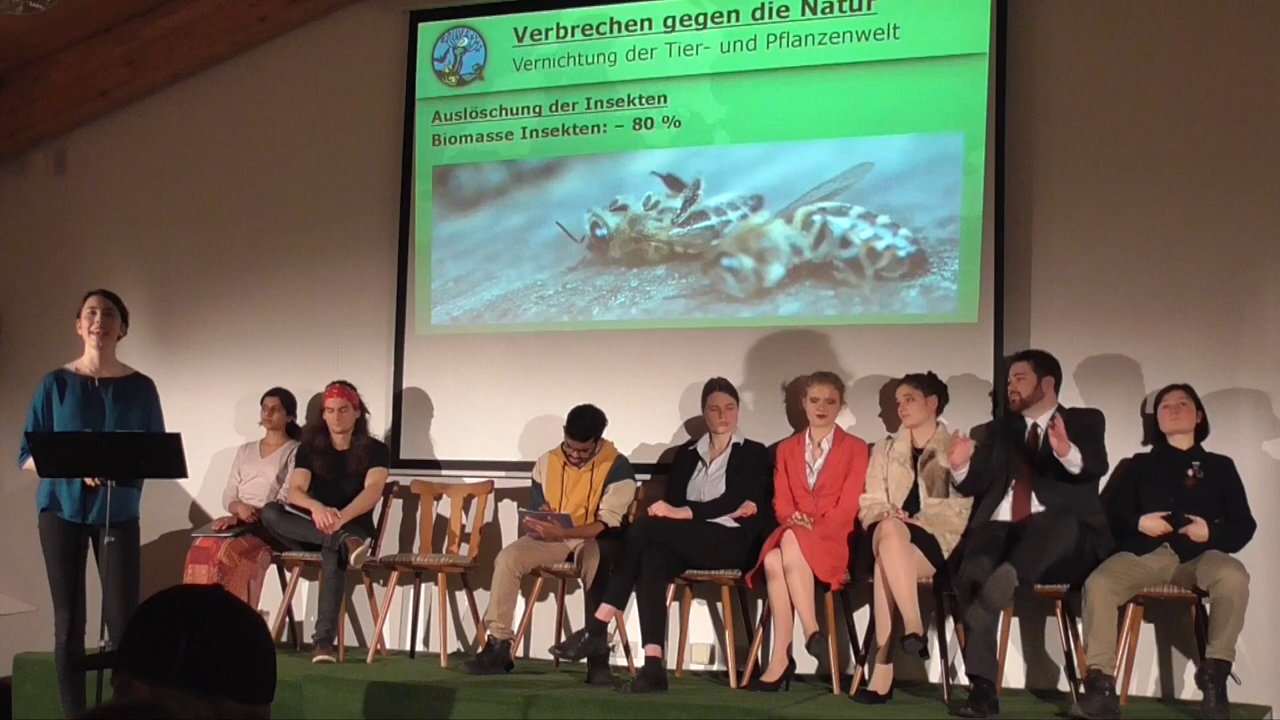 Verbrechen gegen die Natur
Vernichtung der Tier- und Pflanzenwelt
Auslöschung der Insekten
Biomasse Insekten: – 80 %